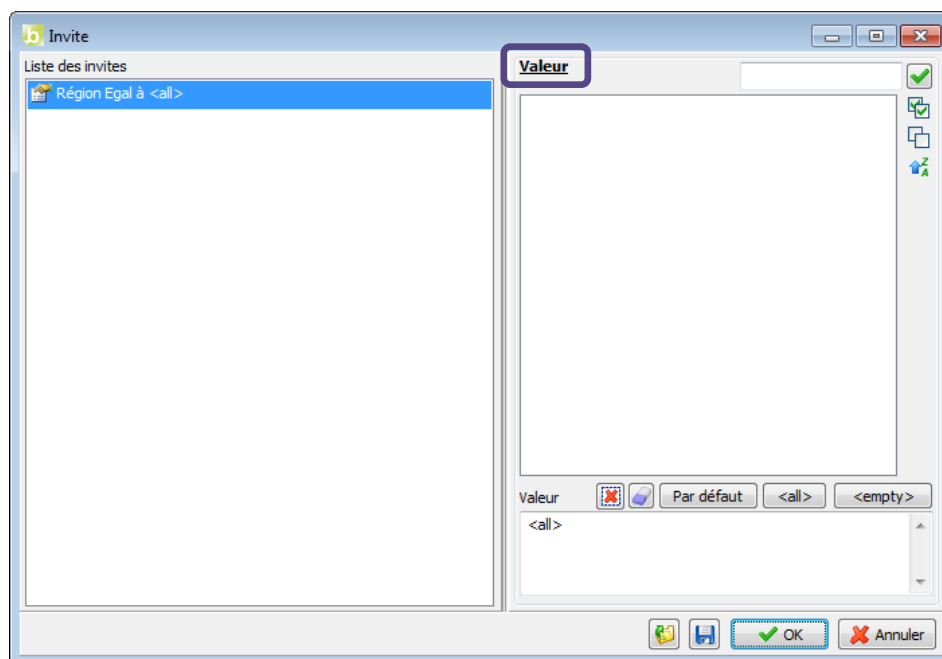 Invite
Liste des invites
Région Egal à <all>
Valeur
Valeur
Par défaut
<all>
<empty>
<all>
OK
Annuler